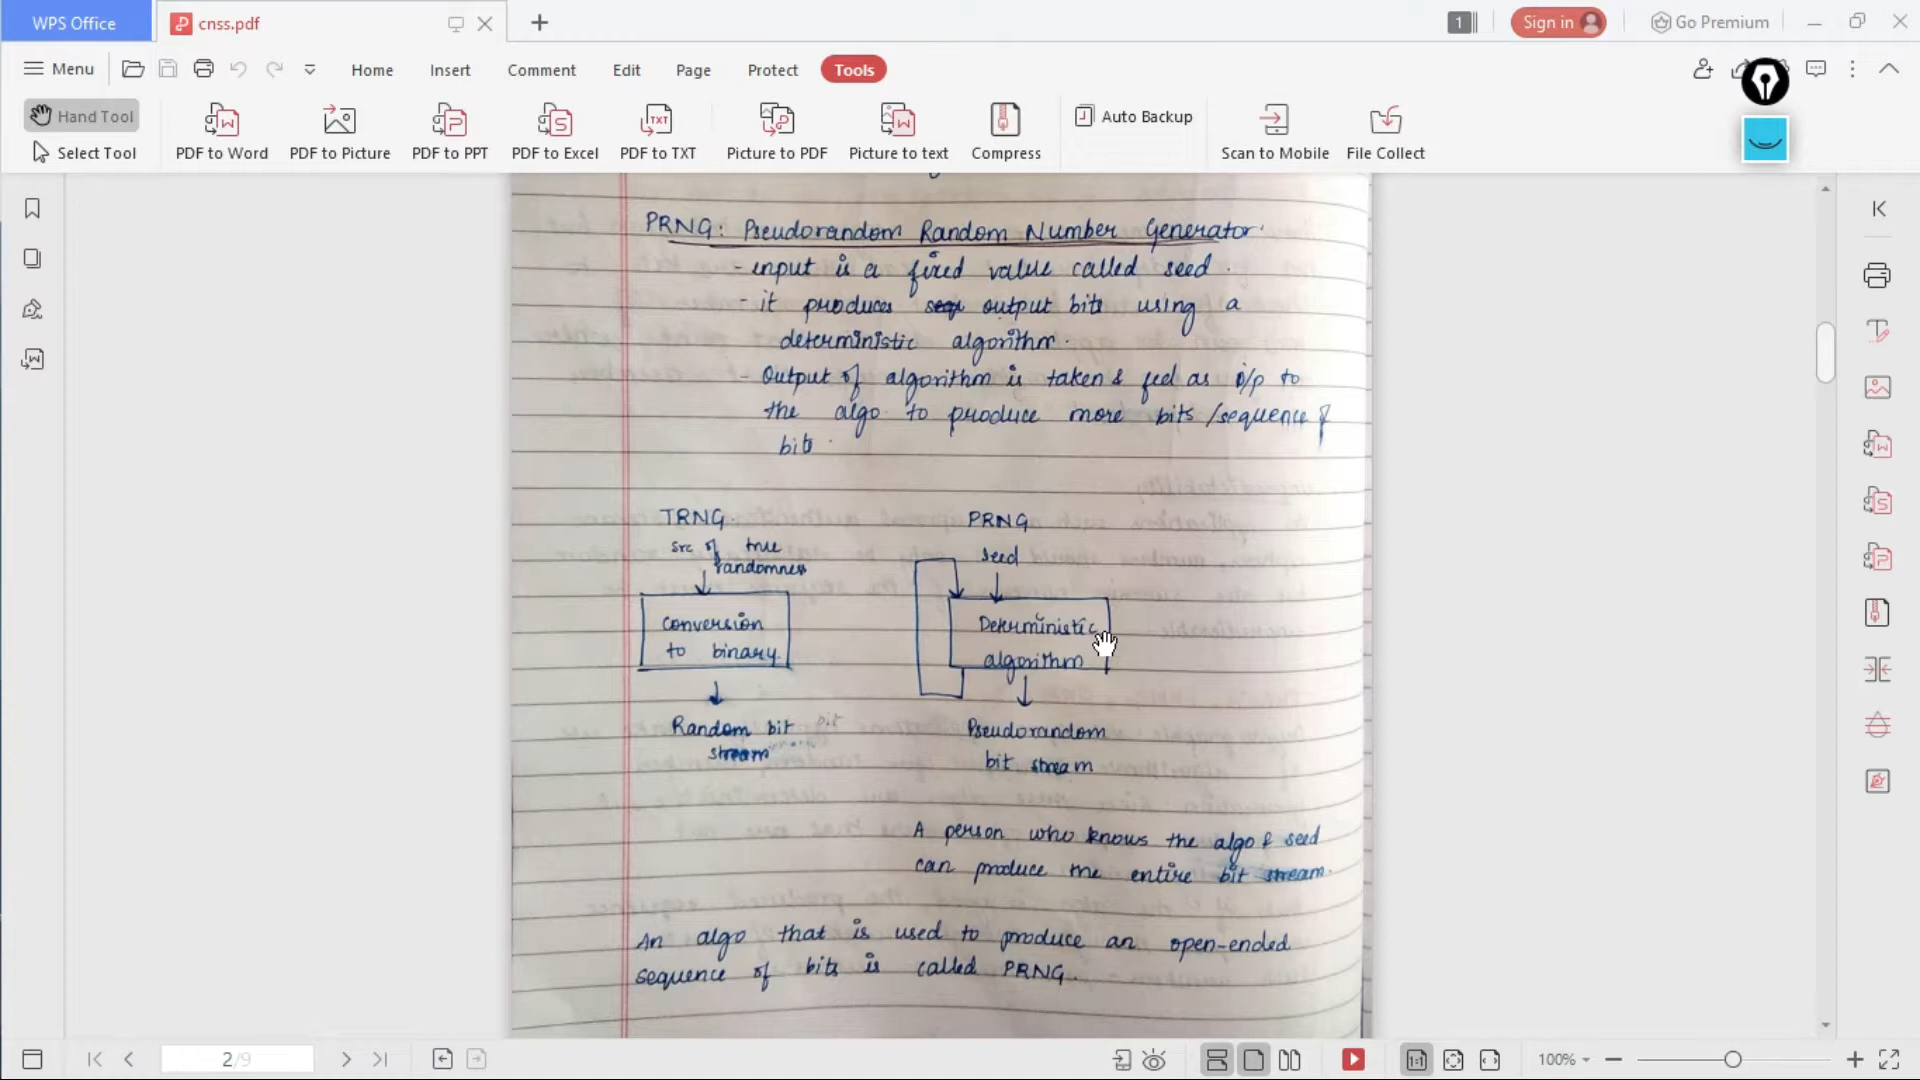 WPS Office
cnss.pdf
1
Sign in
Go Premium
Menu
Home
Insert
Comment
Edit
Page
Protect
Tools
Hand Tool
Select Tool
PDF to Word
PDF to Picture
PDF to PPT
PDF to Excel
TXT
PDF to TXT
Picture to PDF
Picture to text
Compress
Auto Backup
Scan to Mobile
File Collect
PRNG: Pseudorandom Random Number Generator.
- input is a fixed value called seed.
- it produces output bits using a
deterministic algorithm.
- Output of algorithm is taken & feed as i/p to
the algo to produce more bits/sequence of
bits.
TRNG
src of true
randomness
Conversion
to binary
Random bit
stream
PRNG
seed
Deterministic
algorithm
Pseudorandom
bit stream
A person who knows the algo & seed
can produce the entire bit stream.
An algo that is used to produce an open-ended
sequence of bits is called PRNG.
2/9
1:1
100%